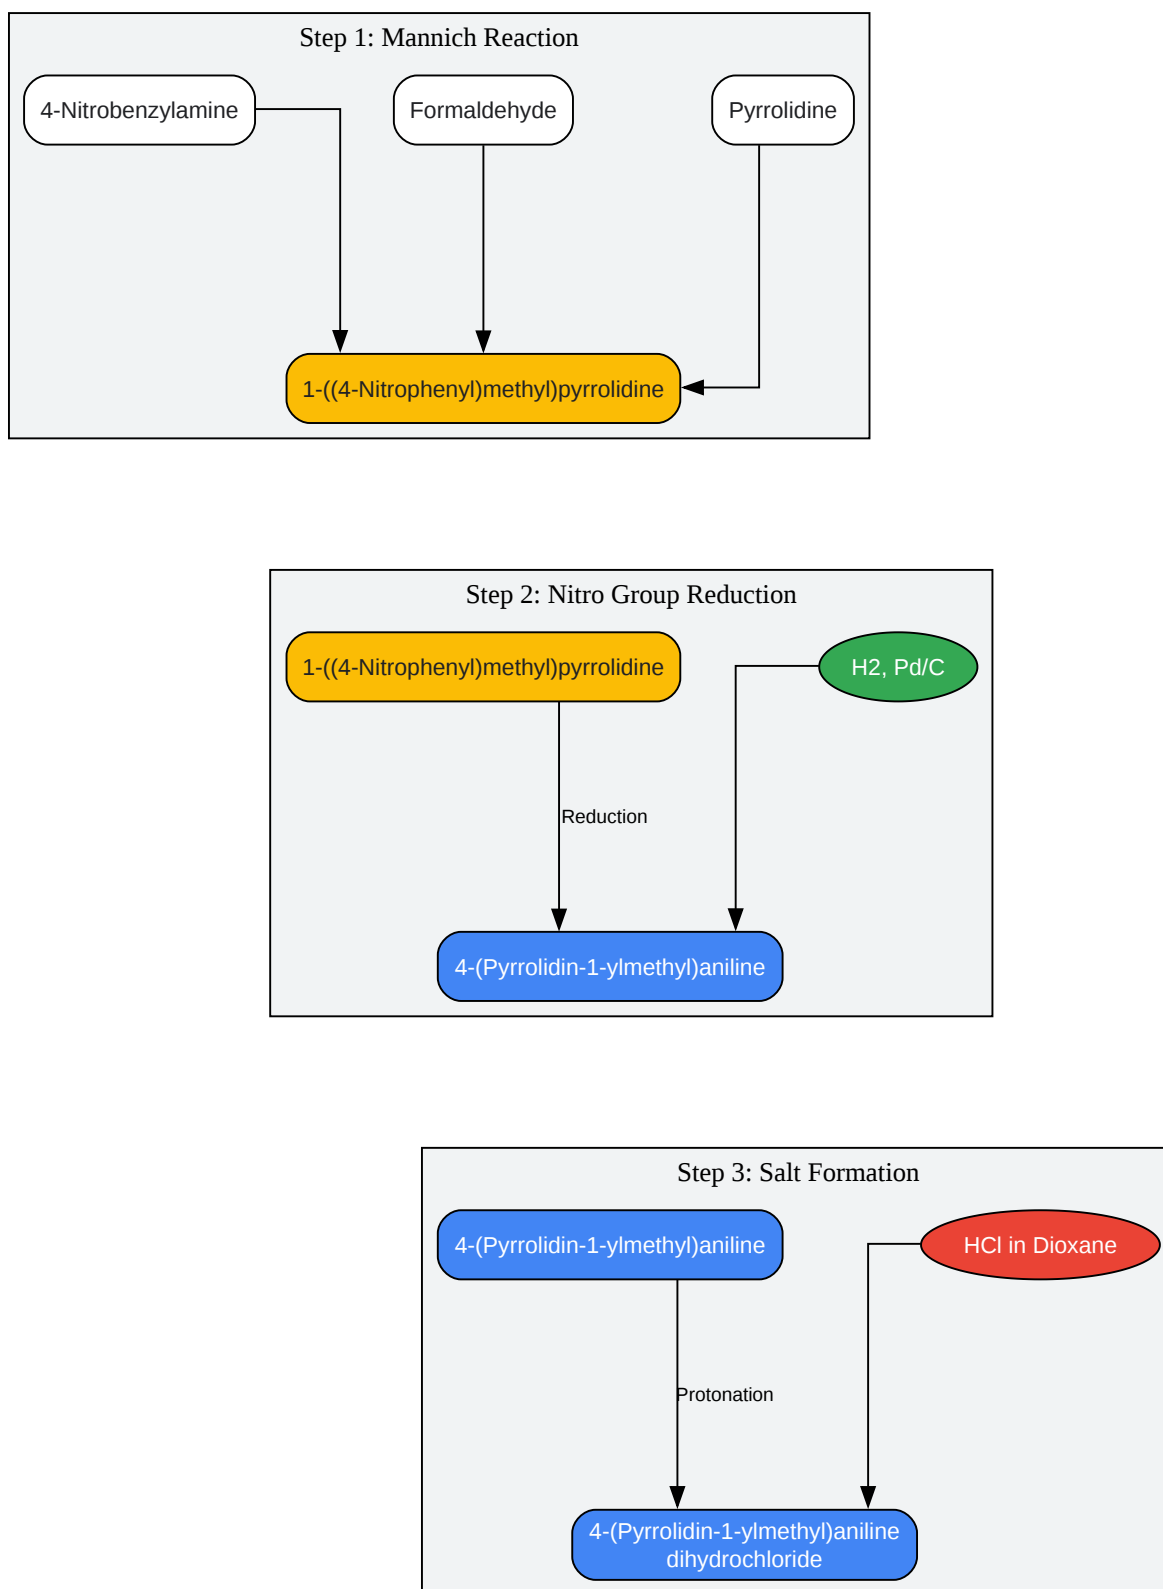 Step 1: Mannich Reaction
4-Nitrobenzylamine
Formaldehyde
Pyrrolidine
1-((4-Nitrophenyl)methyl)pyrrolidine
Step 2: Nitro Group Reduction
1-((4-Nitrophenyl)methyl)pyrrolidine
H2, Pd/C
Reduction
4-(Pyrrolidin-1-ylmethyl)aniline
Step 3: Salt Formation
4-(Pyrrolidin-1-ylmethyl)aniline
HCl in Dioxane
Protonation
4-(Pyrrolidin-1-ylmethyl)aniline
dihydrochloride